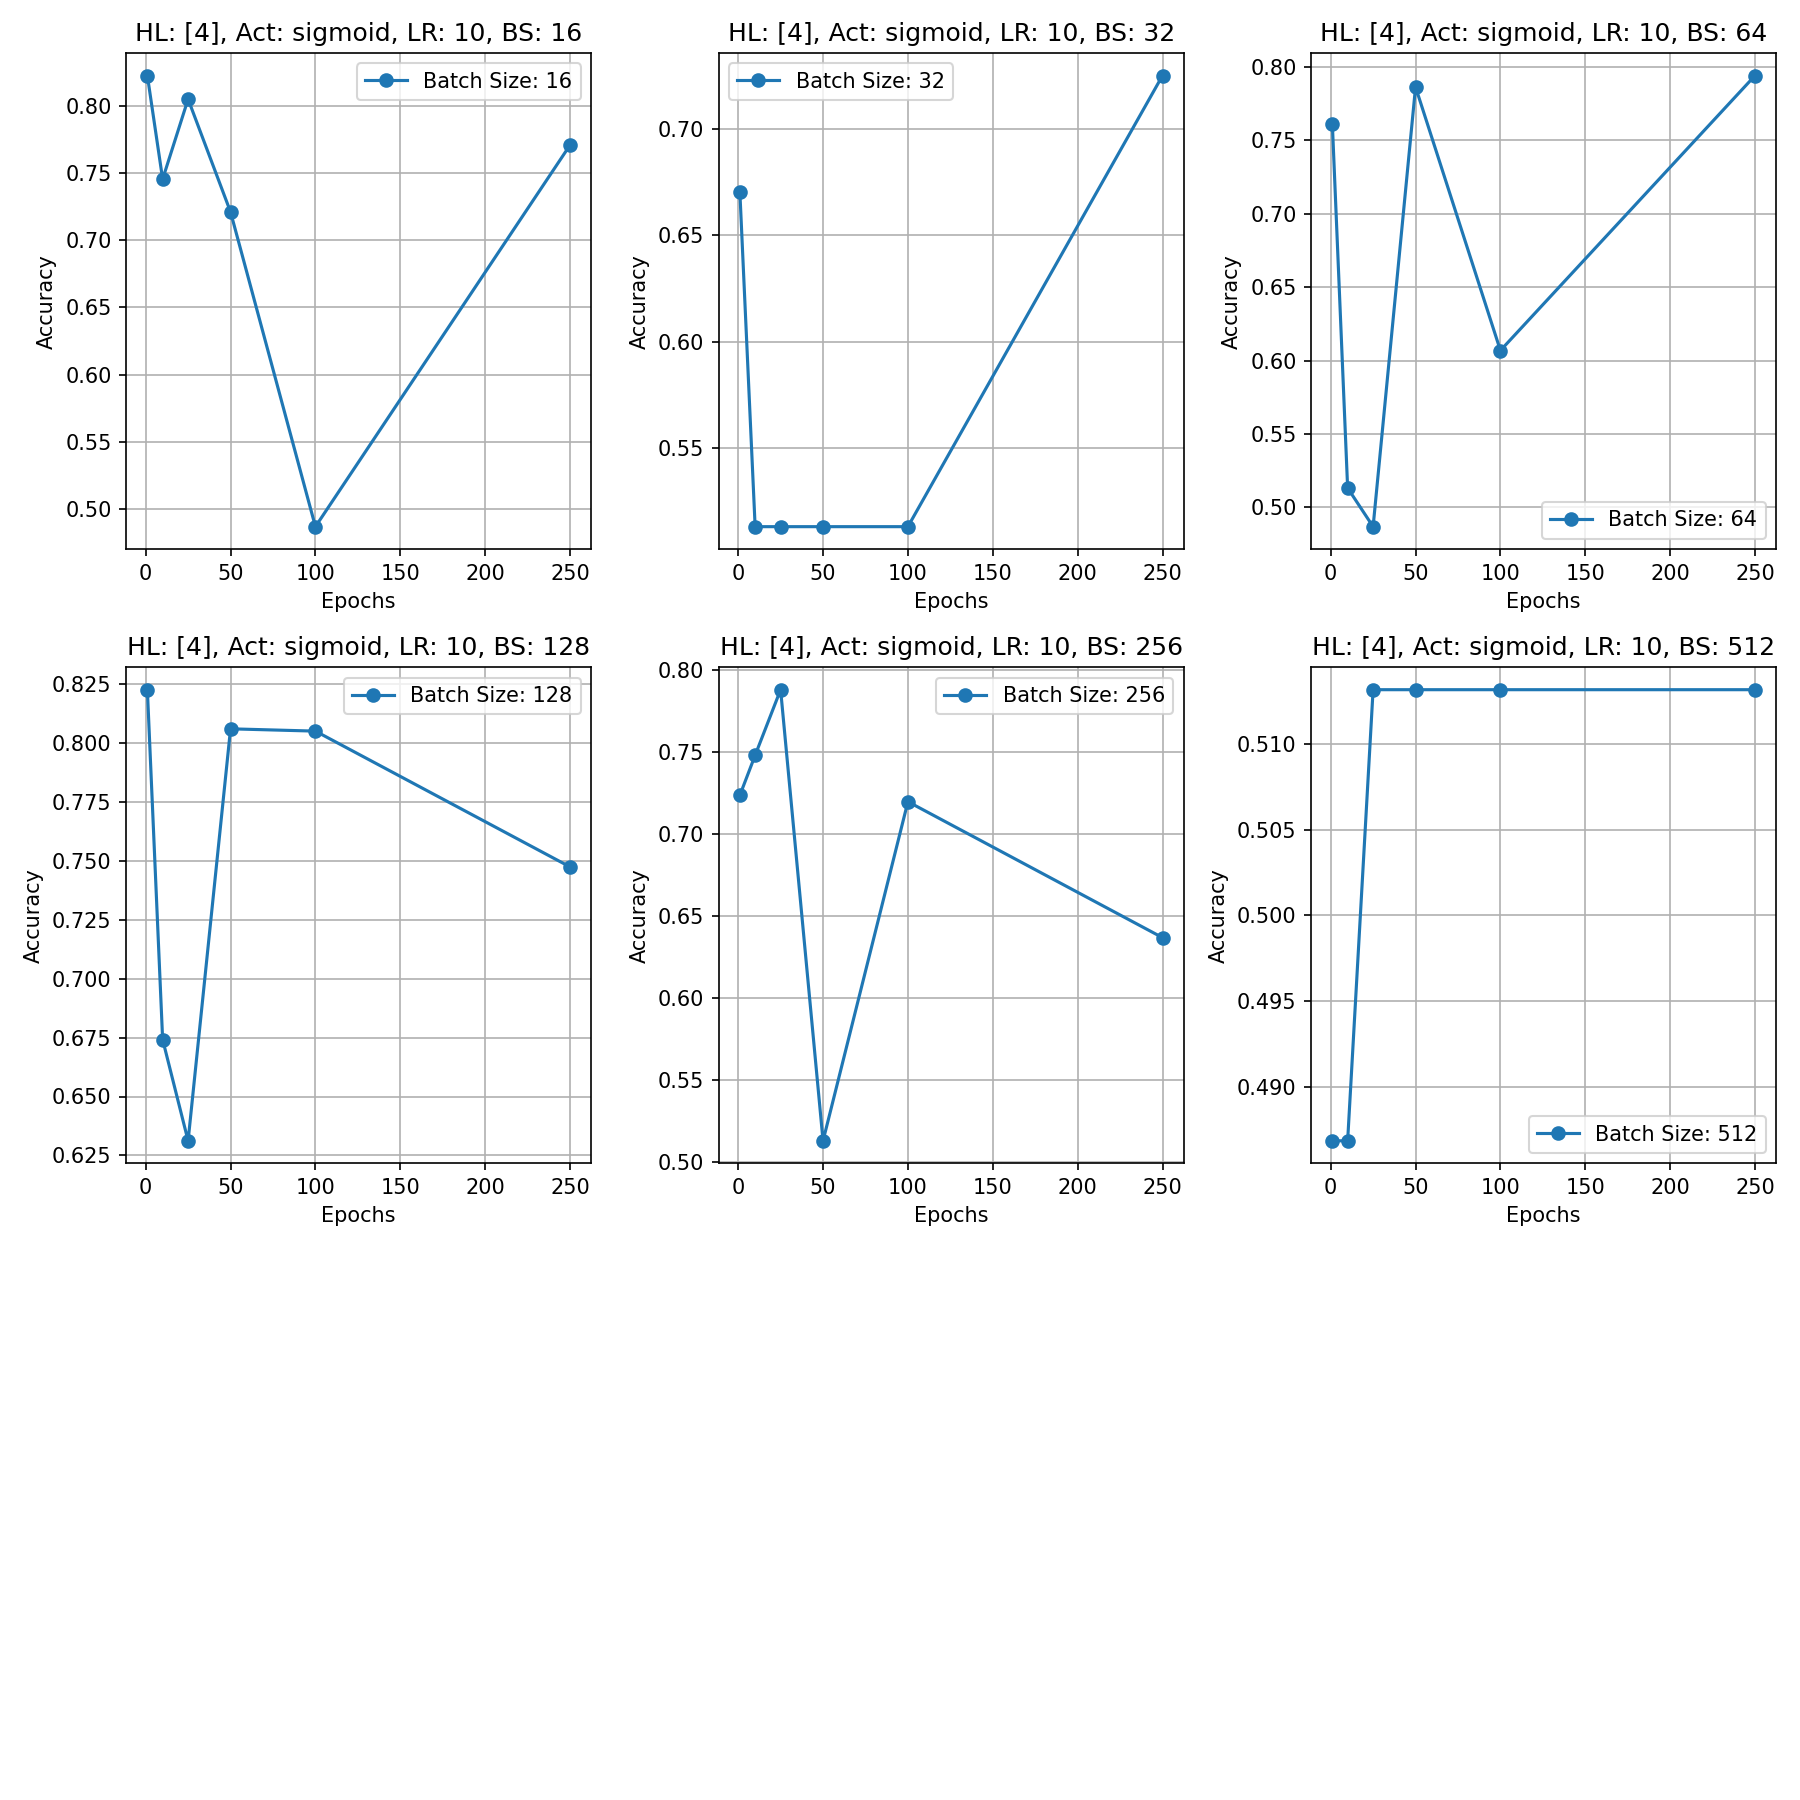 HL: [4], Act: sigmoid, LR: 10, BS: 16
Batch Size: 16
Accuracy
0.80
0.75
0.70
0.65
0.60
0.55
0.50
0 50 100 150 200 250
Epochs
HL: [4], Act: sigmoid, LR: 10, BS: 32
Batch Size: 32
Accuracy
0.70
0.65
0.60
0.55
0 50 100 150 200 250
Epochs
HL: [4], Act: sigmoid, LR: 10, BS: 64
Batch Size: 64
Accuracy
0.80
0.75
0.70
0.65
0.60
0.55
0.50
0 50 100 150 200 250
Epochs
HL: [4], Act: sigmoid, LR: 10, BS: 128
Batch Size: 128
Accuracy
0.825
0.800
0.775
0.750
0.725
0.700
0.675
0.650
0.625
0 50 100 150 200 250
Epochs
HL: [4], Act: sigmoid, LR: 10, BS: 256
Batch Size: 256
Accuracy
0.80
0.75
0.70
0.65
0.60
0.55
0.50
0 50 100 150 200 250
Epochs
HL: [4], Act: sigmoid, LR: 10, BS: 512
Batch Size: 512
Accuracy
0.510
0.505
0.500
0.495
0.490
0 50 100 150 200 250
Epochs